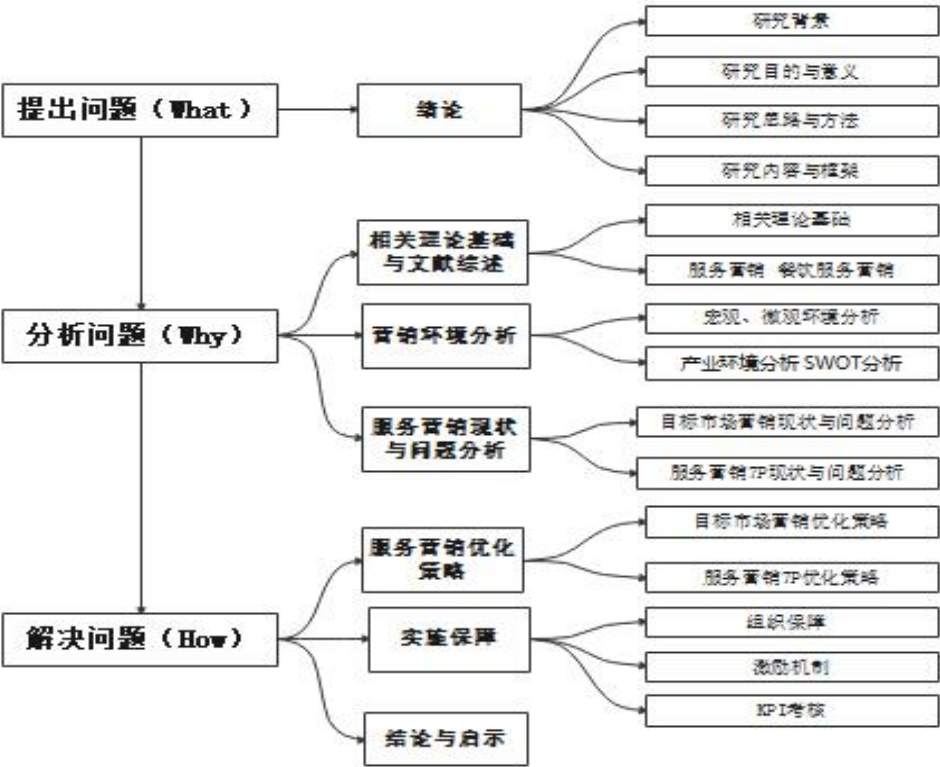 提出问题（What）
绪论
研究背景
研究目的与意义
研究思路与方法
研究内容与框架
分析问题（Why）
相关理论基础
与文献综述
相关理论基础
服务营销 餐饮服务营销
营销环境分析
宏观、微观环境分析
产业环境分析 SWOT分析
服务营销现状
与问题分析
目标市场营销现状与问题分析
服务营销7P现状与问题分析
解决问题（How）
服务营销优化
策略
目标市场营销优化策略
服务营销7P优化策略
实施保障
组织保障
激励机制
KPI考核
结论与启示